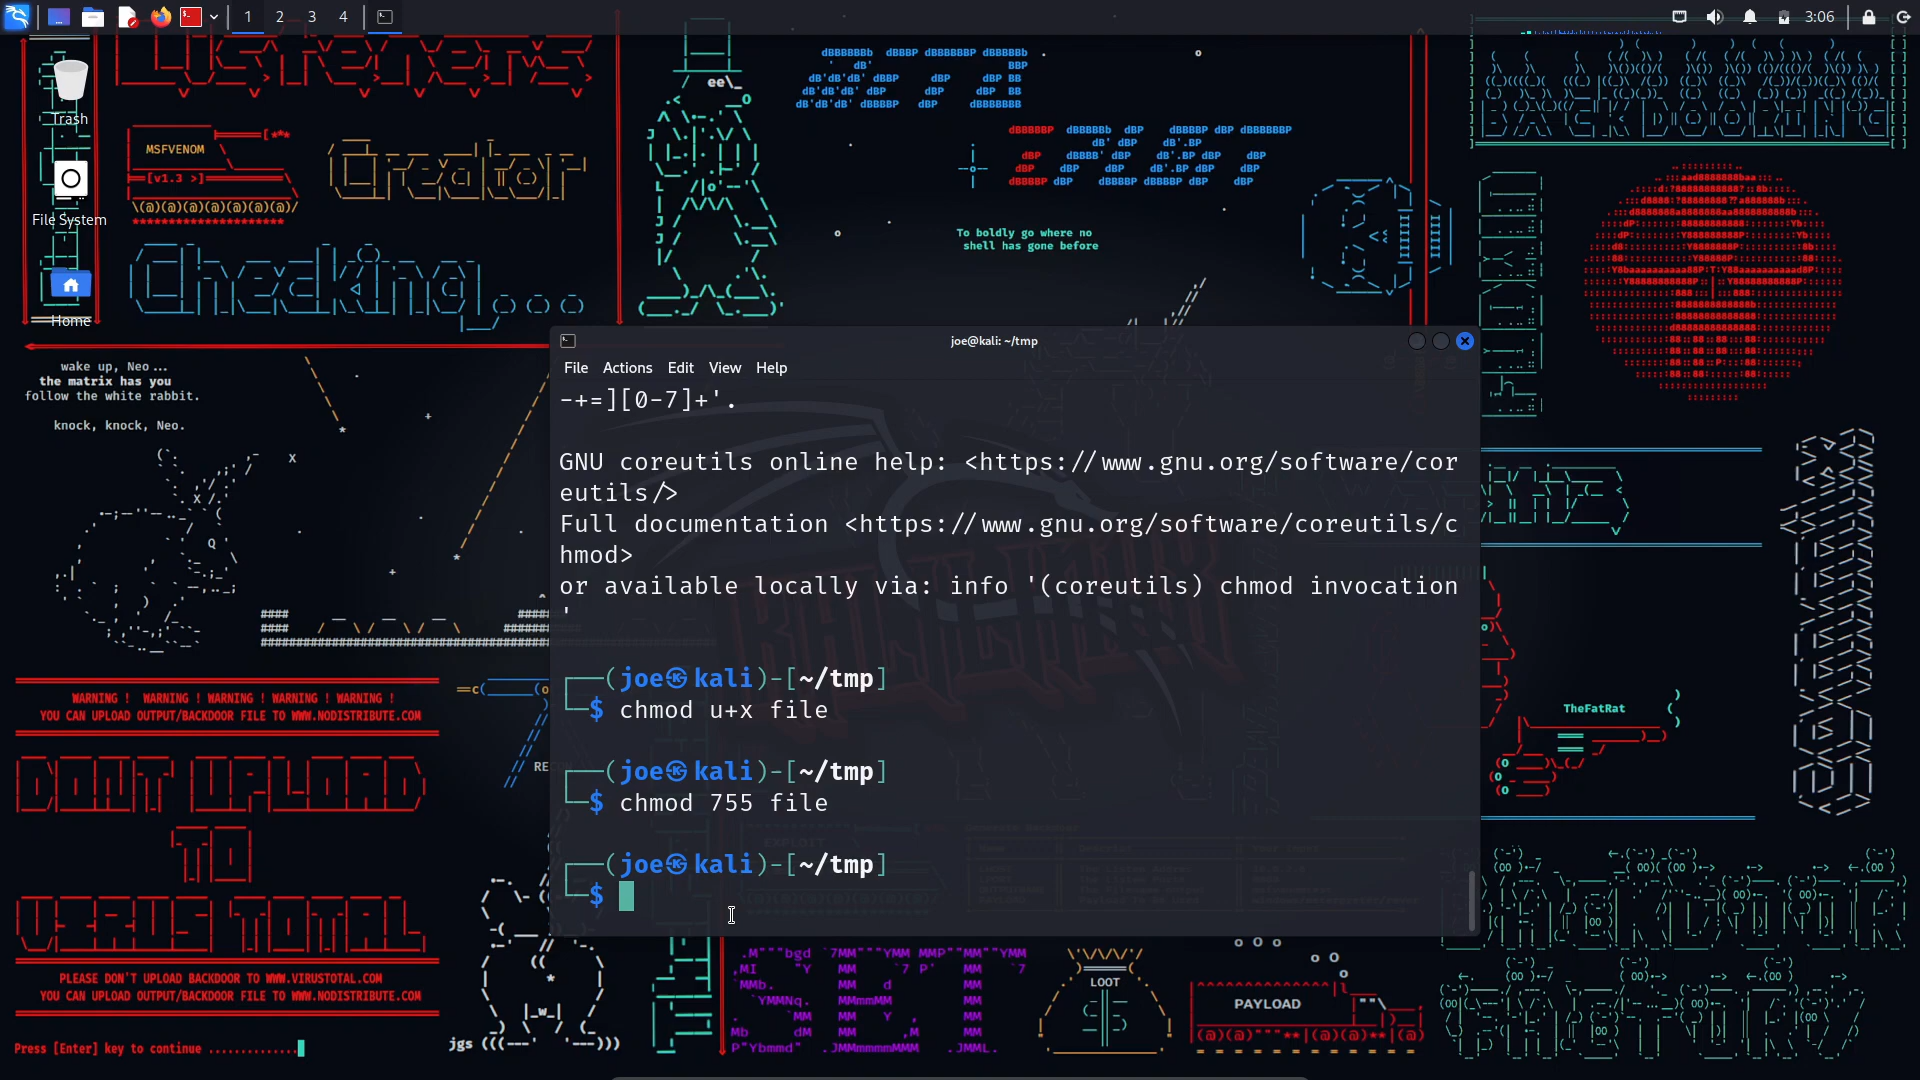 1 2 3 4
3:06
Trash
File System
Home
MSFVENOM
[v1.3 >]
Creator
Checking...
To boldly go where no
shell has gone before
wake up, Neo...
the matrix has you
follow the white rabbit.
knock, knock, Neo.
joe@kali: ~/tmp
File Actions Edit View Help
-+=][0-7]+'.
GNU coreutils online help: <https://www.gnu.org/software/cor
eutils/>
Full documentation <https://www.gnu.org/software/coreutils/c
hmod>
or available locally via: info '(coreutils) chmod invocation
'
┌──(joe㉿kali)-[~/tmp]
└─$ chmod u+x file
┌──(joe㉿kali)-[~/tmp]
└─$ chmod 755 file
┌──(joe㉿kali)-[~/tmp]
└─$
WARNING ! WARNING ! WARNING ! WARNING ! WARNING !
YOU CAN UPLOAD OUTPUT/BACKDOOR FILE TO WWW.NODISTRIBUTE.COM
DONT UPLOAD
TO
VIRUSTOTAL
PLEASE DON'T UPLOAD BACKDOOR TO WWW.VIRUSTOTAL.COM
YOU CAN UPLOAD OUTPUT/BACKDOOR FILE TO WWW.NODISTRIBUTE.COM
Press [Enter] key to continue ..............
TheFatRat
jgs
LOOT
PAYLOAD